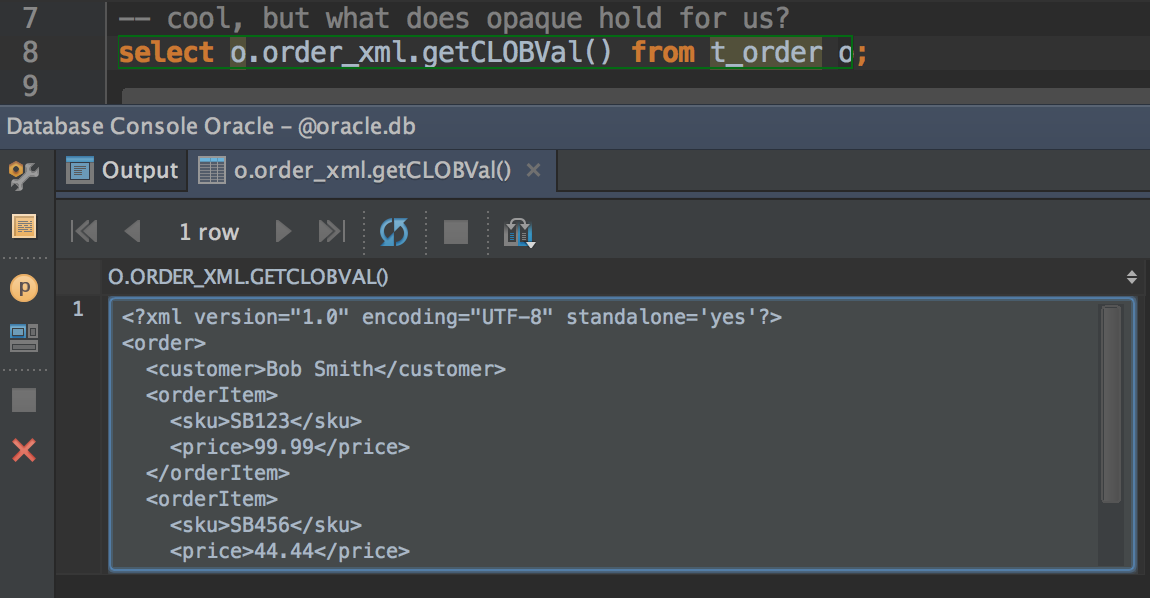 7 -- cool, but what does opaque hold for us?
8 select o.order_xml.getCLOBVal() from t_order o;
9
Database Console Oracle – @oracle.db
Output o.order_xml.getCLOBVal() ×
1 row
p
O.ORDER_XML.GETCLOBVAL()
1 <?xml version="1.0" encoding="UTF-8" standalone='yes'?>
<order>
<customer>Bob Smith</customer>
<orderItem>
<sku>SB123</sku>
<price>99.99</price>
</orderItem>
<orderItem>
<sku>SB456</sku>
<price>44.44</price>